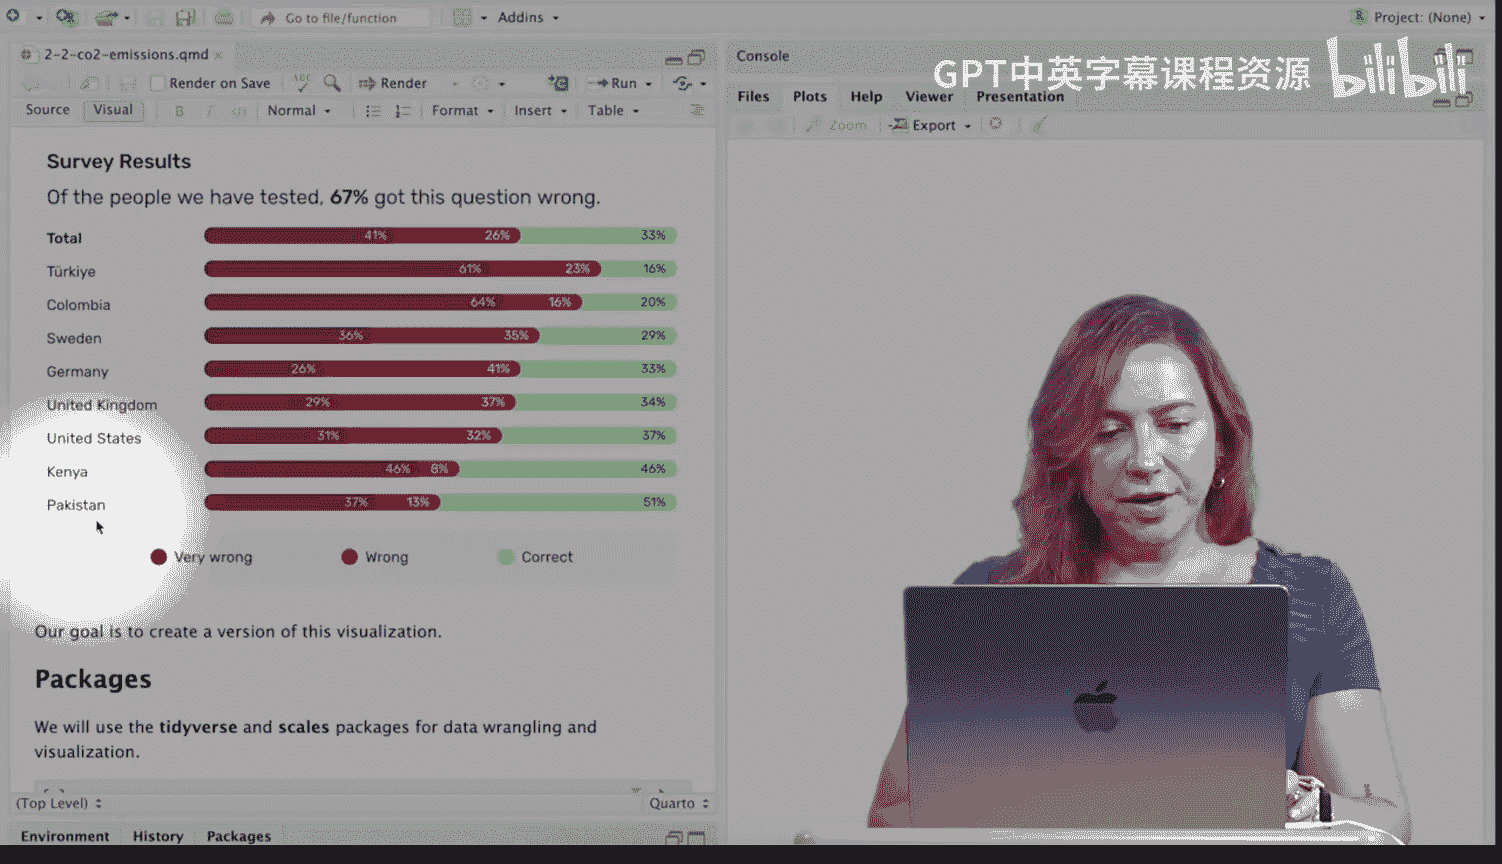 Go to file/function
Addins
Project: (None)
2-2-co2-emissions.qmd
Console
GPT中英字幕课程资源
bilibili
ABC
Render on Save
Render
Run
Files Plots Help Viewer Presentation
Source Visual B I </> Normal Format Insert Table
Zoom Export
Survey Results
Of the people we have tested, 67% got this question wrong.
Total 41% 26% 33%
Türkiye 61% 23% 16%
Colombia 64% 16% 20%
Sweden 36% 35% 29%
Germany 26% 41% 33%
United Kingdom 29% 37% 34%
United States 31% 32% 37%
Kenya 46% 8% 46%
Pakistan 37% 13% 51%
Very wrong Wrong Correct
Our goal is to create a version of this visualization.
Packages
We will use the tidyverse and scales packages for data wrangling and
visualization.
(Top Level) Quarto
Environment History Packages